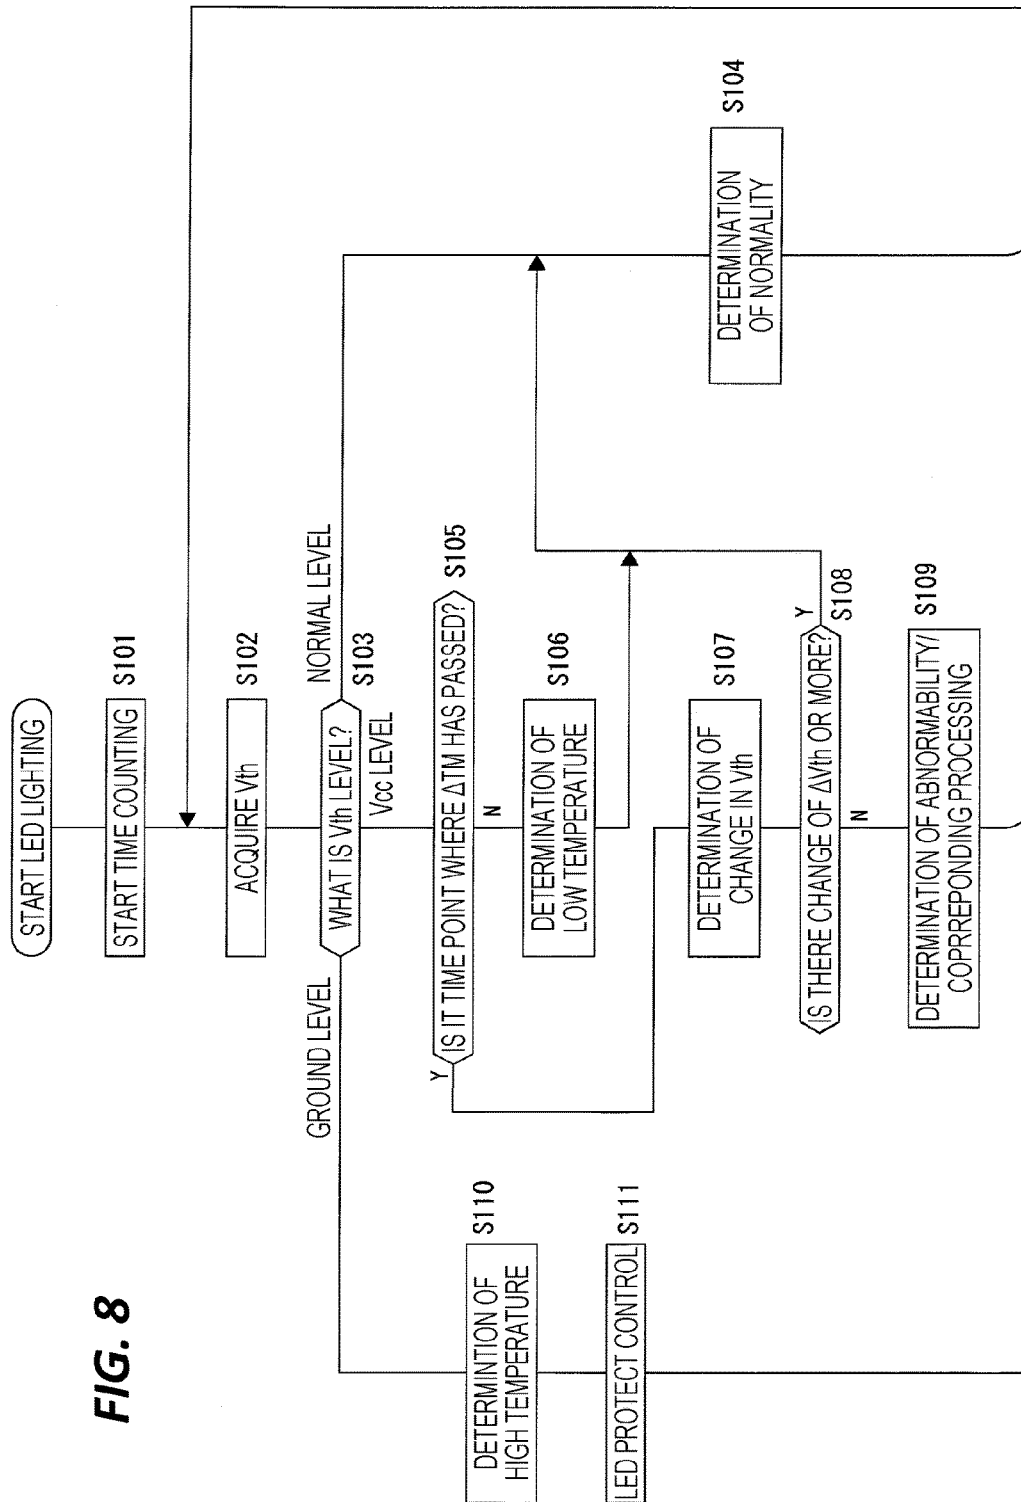 FIG. 8
START LED LIGHTING
START TIME COUNTING
S101
ACQUIRE Vth
S102
WHAT IS Vth LEVEL?
S103
GROUND LEVEL
NORMAL LEVEL
Vcc LEVEL
IS IT TIME POINT WHERE ΔTM HAS PASSED?
S105
Y
N
DETERMINATION OF
LOW TEMPERATURE
S106
DETERMINATION OF
CHANGE IN Vth
S107
IS THERE CHANGE OF ΔVth OR MORE?
Y
S108
N
DETERMINATION OF ABNORMABILITY/
COPRREPONDING PROCESSING
S109
DETERMINATION
OF NORMALITY
S104
DETERMINTION OF
HIGH TEMPERATURE
S110
LED PROTECT CONTROL
S111